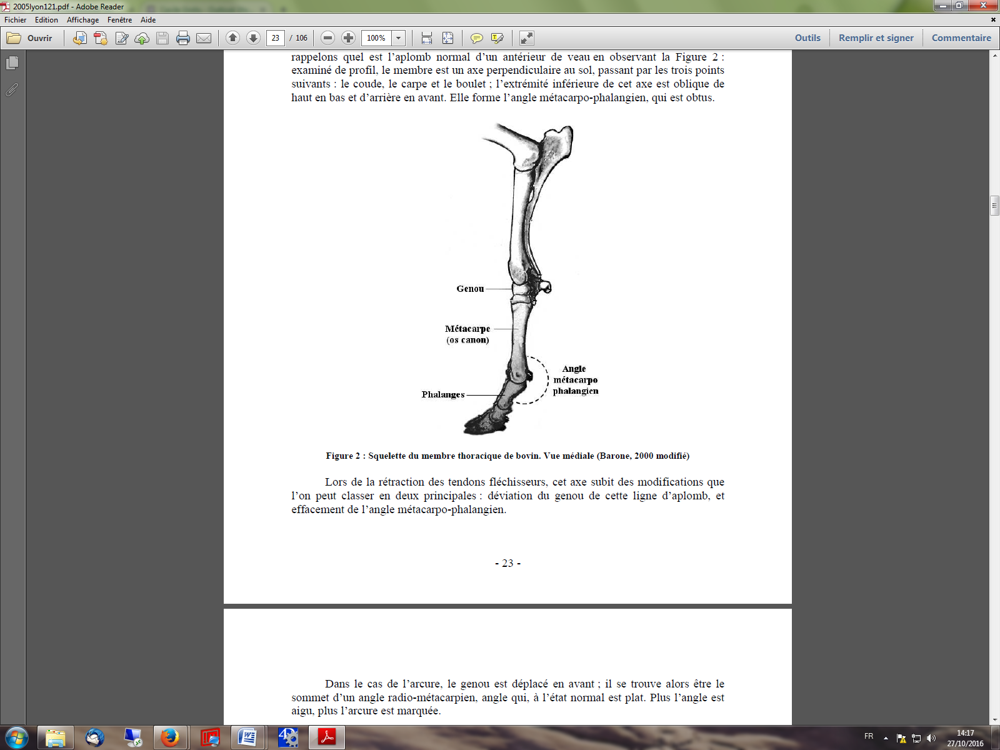 2005lyon121.pdf - Adobe Reader
Fichier Edition Affichage Fenêtre Aide
Ouvrir 23 / 106 100% Outils Remplir et signer Commentaire
rappelons quel est l’aplomb normal d’un antérieur de veau en observant la Figure 2 :
examiné de profil, le membre est un axe perpendiculaire au sol, passant par les trois points
suivants : le coude, le carpe et le boulet ; l’extrémité inférieure de cet axe est oblique de
haut en bas et d’arrière en avant. Elle forme l’angle métacarpo-phalangien, qui est obtus.
Genou
Métacarpe
(os canon)
Angle
métacarpo
phalangien
Phalanges
Figure 2 : Squelette du membre thoracique de bovin. Vue médiale (Barone, 2000 modifié)
Lors de la rétraction des tendons fléchisseurs, cet axe subit des modifications que
l’on peut classer en deux principales : déviation du genou de cette ligne d’aplomb, et
effacement de l’angle métacarpo-phalangien.
- 23 -
Dans le cas de l’arcure, le genou est déplacé en avant ; il se trouve alors être le
sommet d’un angle radio-métacarpien, angle qui, à l’état normal est plat. Plus l’angle est
aigu, plus l’arcure est marquée.
FR
14:17
27/10/2016